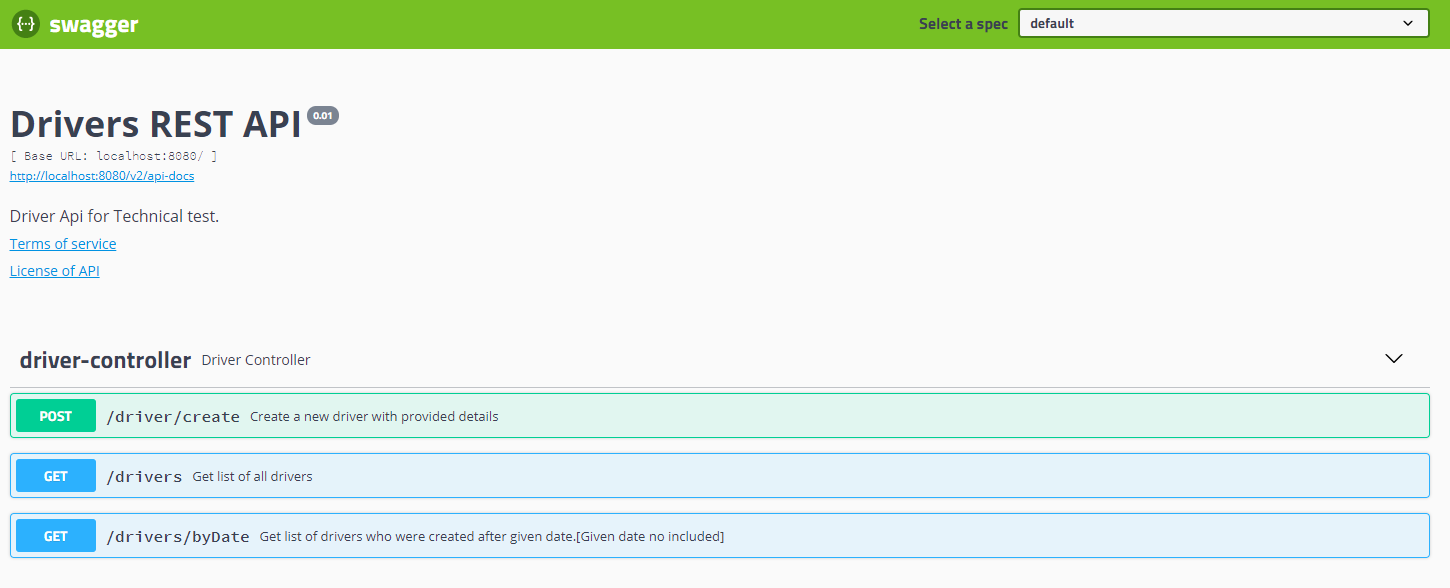 {···} swagger
Select a spec default
Drivers REST API 0.01
[ Base URL: localhost:8080/ ]
http://localhost:8080/v2/api-docs
Driver Api for Technical test.
Terms of service
License of API
driver-controller Driver Controller
POST /driver/create Create a new driver with provided details
GET /drivers Get list of all drivers
GET /drivers/byDate Get list of drivers who were created after given date.[Given date no included]